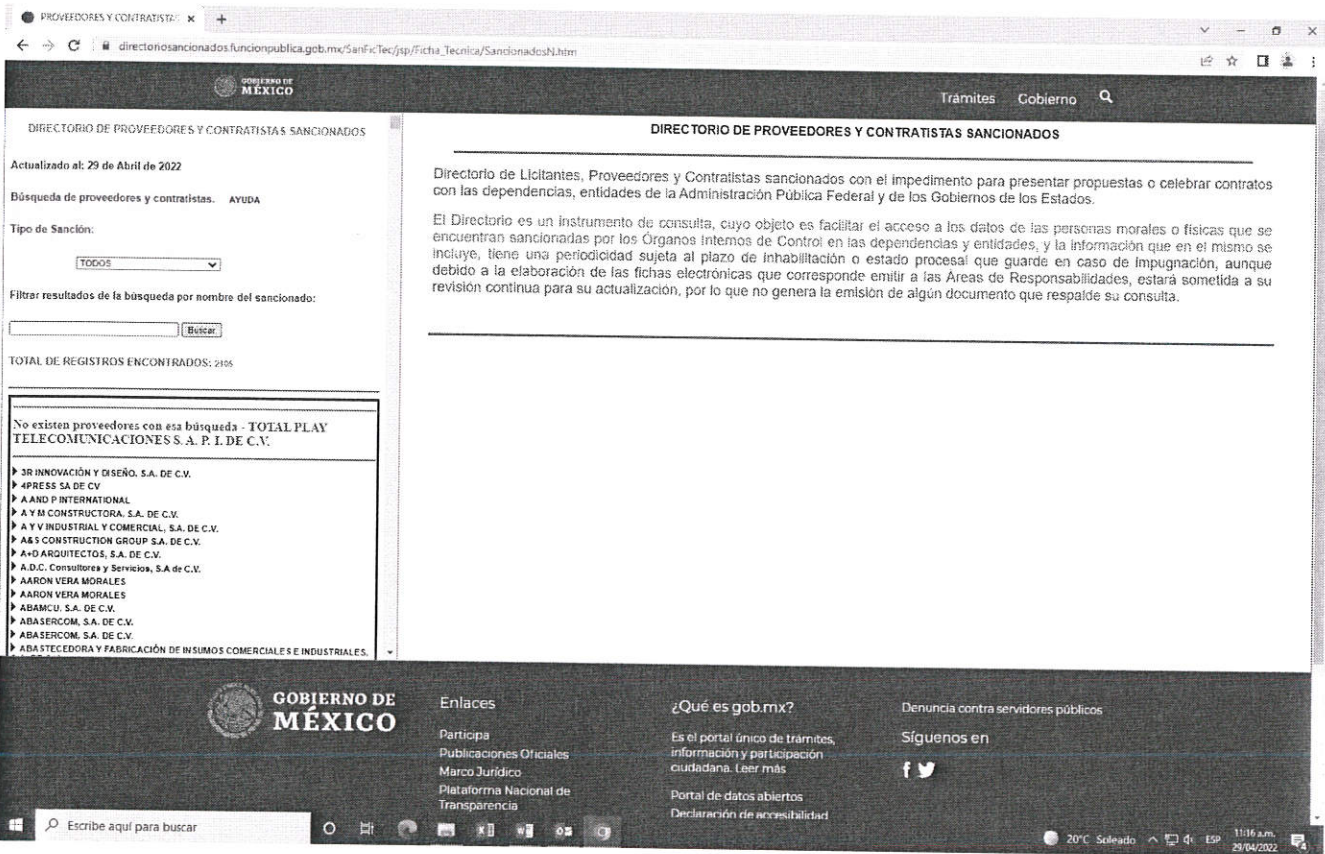 PROVEEDORES Y CONTRATISTAS
directoriosancionados.funcionpublica.gob.mx/SanFicTec/jsp/Ficha_Tecnica/SancionadosN.htm
GOBIERNO DE
MÉXICO
Trámites Gobierno
DIRECTORIO DE PROVEEDORES Y CONTRATISTAS SANCIONADOS
Actualizado al: 29 de Abril de 2022
Búsqueda de proveedores y contratistas. AYUDA
Tipo de Sanción:
TODOS
Filtrar resultados de la búsqueda por nombre del sancionado:
Buscar
TOTAL DE REGISTROS ENCONTRADOS: 2105
No existen proveedores con esa búsqueda - TOTAL PLAY
TELECOMUNICACIONES S. A. P. I. DE C.V.
3R INNOVACIÓN Y DISEÑO, S.A. DE C.V.
4PRESS SA DE CV
A AND P INTERNATIONAL
A Y M CONSTRUCTORA, S.A. DE C.V.
A Y V INDUSTRIAL Y COMERCIAL, S.A. DE C.V.
A&S CONSTRUCTION GROUP S.A. DE C.V.
A+D ARQUITECTOS, S.A. DE C.V.
A.D.C. Consultores y Servicios, S.A de C.V.
AARON VERA MORALES
AARON VERA MORALES
ABAMCU, S.A. DE C.V.
ABASERCOM, S.A. DE C.V.
ABASERCOM, S.A. DE C.V.
ABASTECEDORA Y FABRICACIÓN DE INSUMOS COMERCIALES E INDUSTRIALES,
DIRECTORIO DE PROVEEDORES Y CONTRATISTAS SANCIONADOS
Directorio de Licitantes, Proveedores y Contratistas sancionados con el impedimento para presentar propuestas o celebrar contratos
con las dependencias, entidades de la Administración Pública Federal y de los Gobiernos de los Estados.
El Directorio es un instrumento de consulta, cuyo objeto es facilitar el acceso a los datos de las personas morales o físicas que se
encuentran sancionadas por los Órganos Internos de Control en las dependencias y entidades, y la información que en el mismo se
incluye, tiene una periodicidad sujeta al plazo de inhabilitación o estado procesal que guarde en caso de impugnación, aunque
debido a la elaboración de las fichas electrónicas que corresponde emitir a las Áreas de Responsabilidades, estará sometida a su
revisión continua para su actualización, por lo que no genera la emisión de algún documento que respalde su consulta.
GOBIERNO DE
MÉXICO
Enlaces
Participa
Publicaciones Oficiales
Marco Jurídico
Plataforma Nacional de
Transparencia
¿Qué es gob.mx?
Es el portal único de trámites,
información y participación
ciudadana. Leer más
Portal de datos abiertos
Declaración de accesibilidad
Denuncia contra servidores públicos
Síguenos en
Escribe aquí para buscar
20°C Soleado ESP 11:16 a.m.
29/04/2022